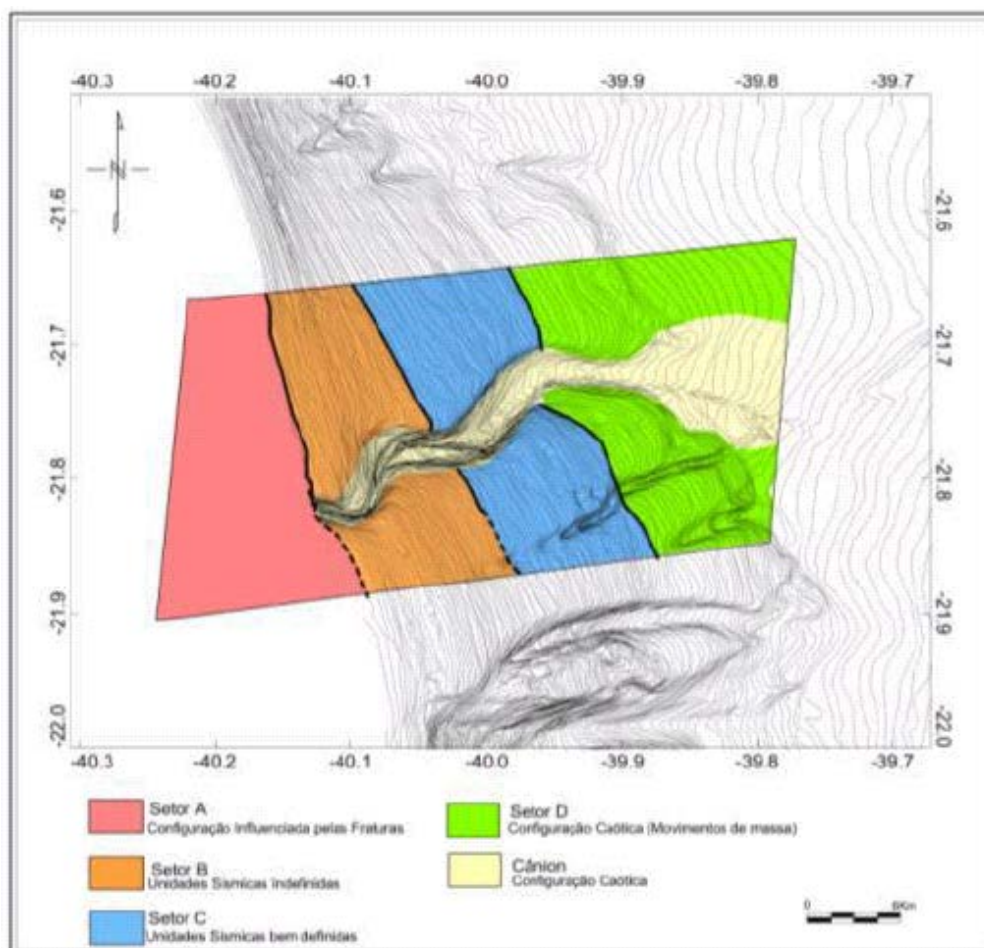 -40.3 -40.2 -40.1 -40.0 -39.9 -39.8 -39.7
N
-21.6 -21.6
-21.7 -21.7
-21.8 -21.8
-21.9 -21.9
-22.0 -22.0
-40.3 -40.2 -40.1 -40.0 -39.9 -39.8 -39.7
Setor A
Configuração Influenciada pelas Fraturas
Setor B
Unidades Sísmicas Indefinidas
Setor C
Unidades Sísmicas bem definidas
Setor D
Configuração Caótica (Movimentos de massa)
Cânion
Configuração Caótica
0 6Km